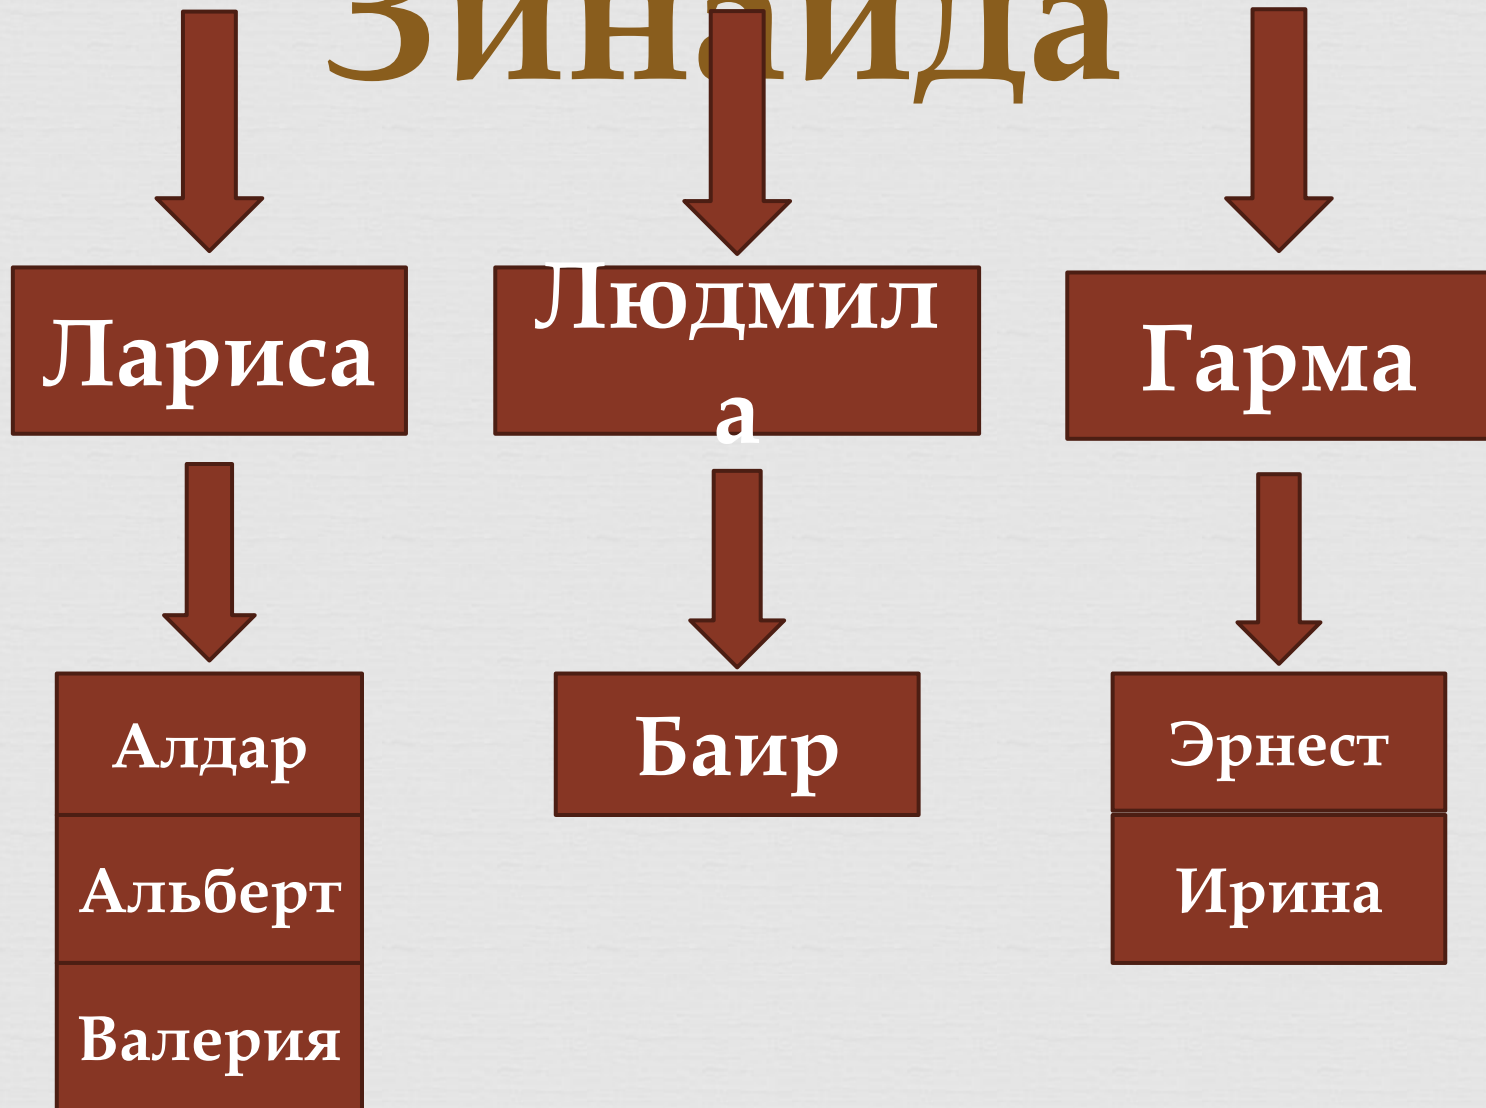 Зинаида
Лариса
Людмил
а
Гарма
Алдар
Баир
Эрнест
Альберт
Ирина
Валерия